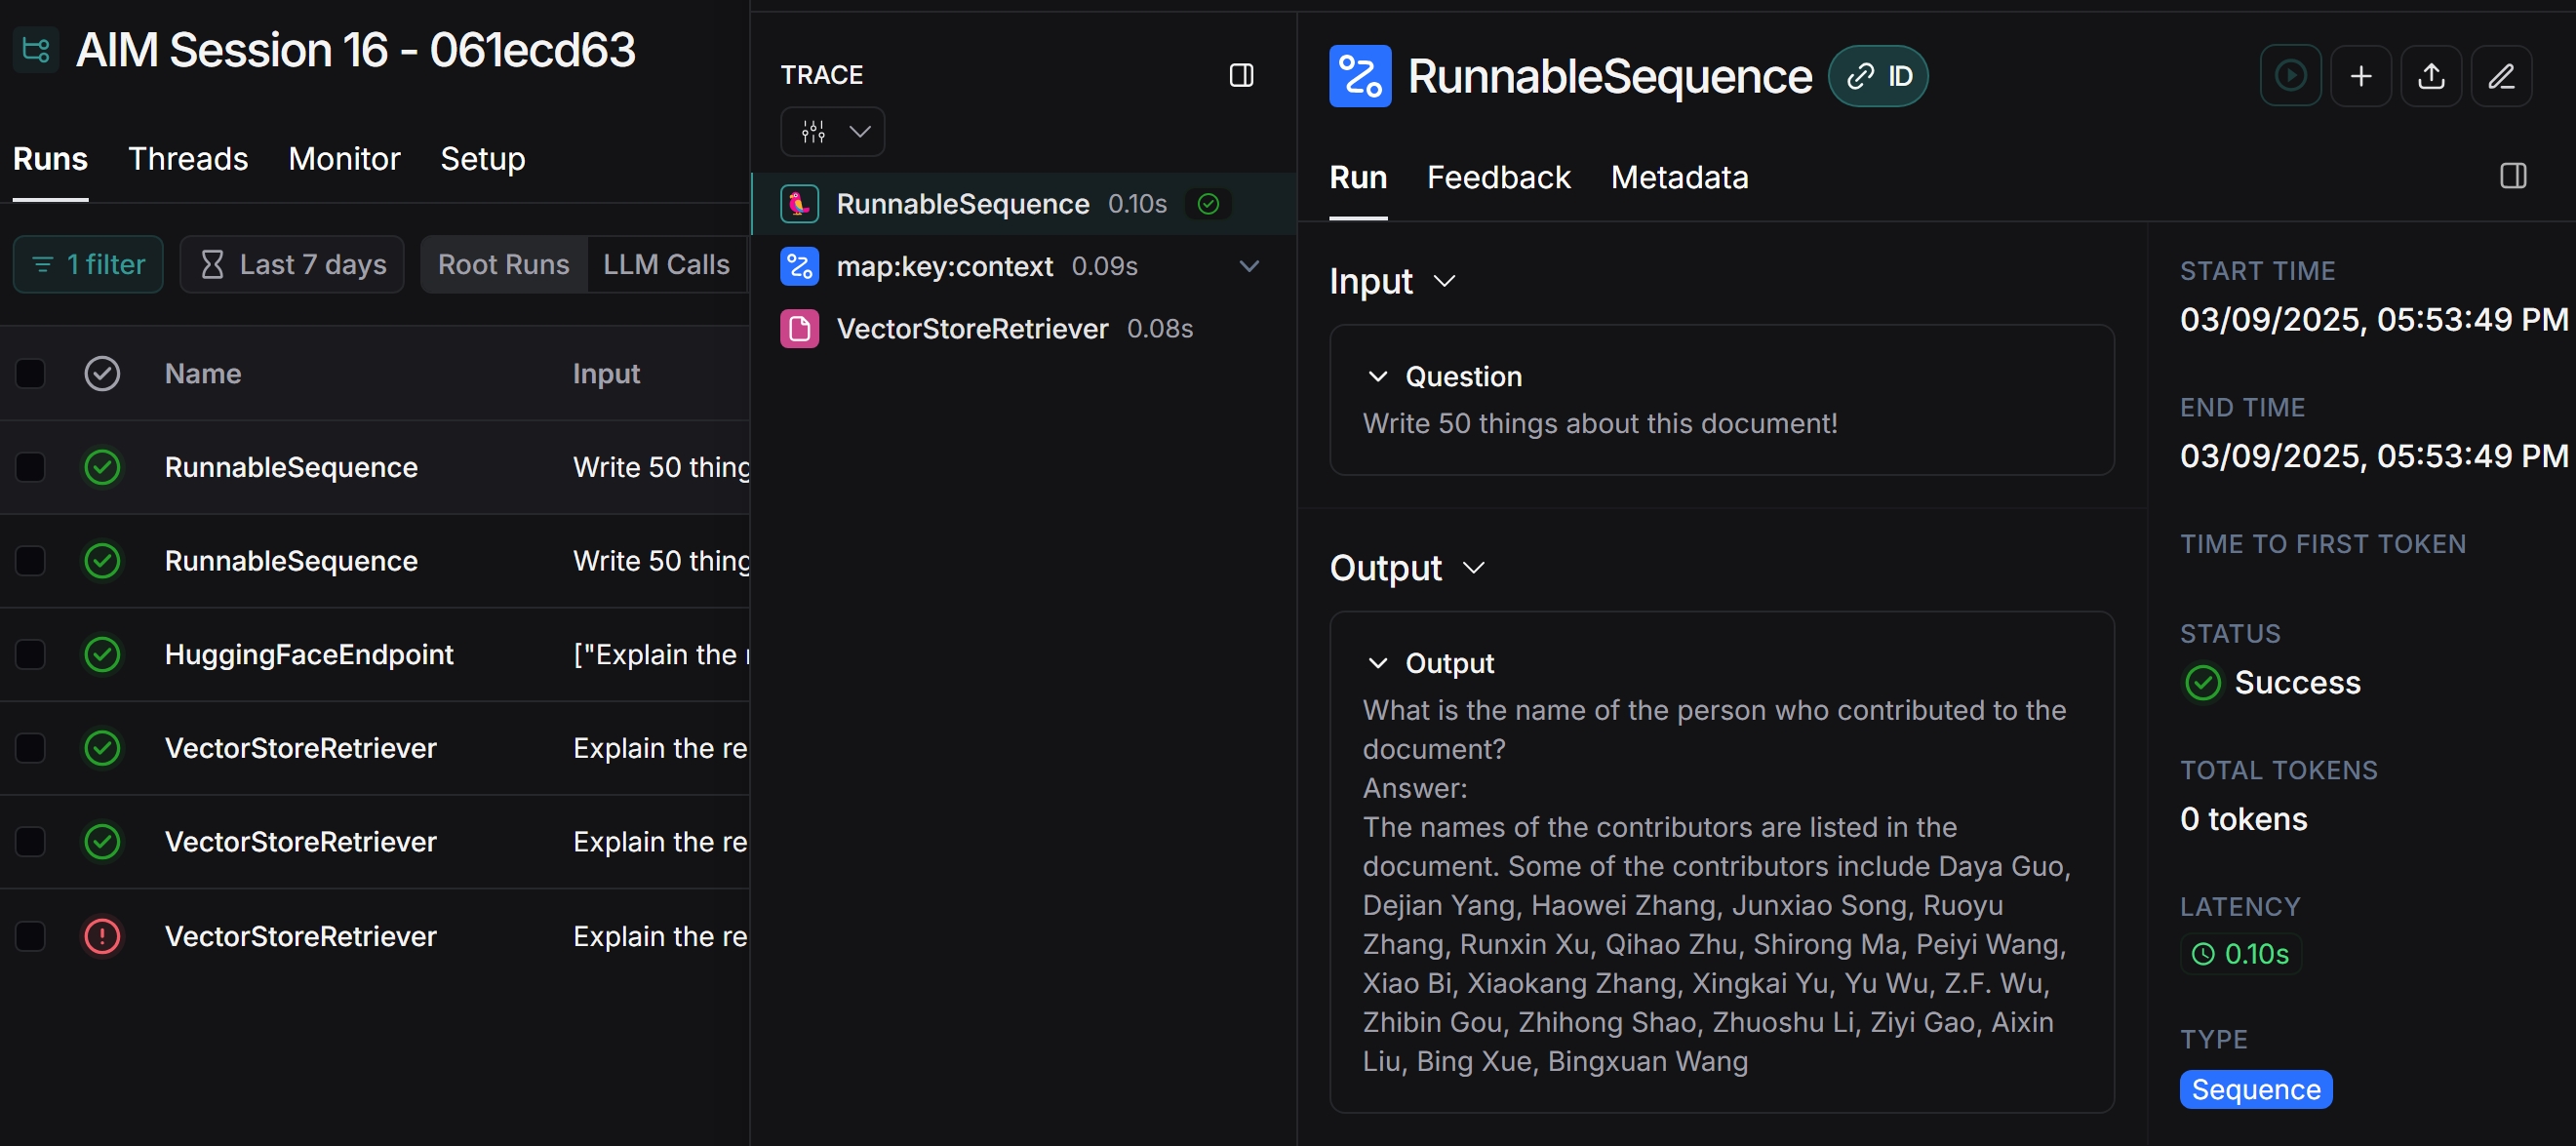 AIM Session 16 - 061ecd63
Runs Threads Monitor Setup
1 filter Last 7 days Root Runs LLM Calls
Name Input
RunnableSequence Write 50 thing
RunnableSequence Write 50 thing
HuggingFaceEndpoint ["Explain the
VectorStoreRetriever Explain the re
VectorStoreRetriever Explain the re
VectorStoreRetriever Explain the re
TRACE
RunnableSequence 0.10s
map:key:context 0.09s
VectorStoreRetriever 0.08s
RunnableSequence ID
Run Feedback Metadata
Input
Question
Write 50 things about this document!
Output
Output
What is the name of the person who contributed to the
document?
Answer:
The names of the contributors are listed in the
document. Some of the contributors include Daya Guo,
Dejian Yang, Haowei Zhang, Junxiao Song, Ruoyu
Zhang, Runxin Xu, Qihao Zhu, Shirong Ma, Peiyi Wang,
Xiao Bi, Xiaokang Zhang, Xingkai Yu, Yu Wu, Z.F. Wu,
Zhibin Gou, Zhihong Shao, Zhuoshu Li, Ziyi Gao, Aixin
Liu, Bing Xue, Bingxuan Wang
START TIME
03/09/2025, 05:53:49 PM
END TIME
03/09/2025, 05:53:49 PM
TIME TO FIRST TOKEN
STATUS
Success
TOTAL TOKENS
0 tokens
LATENCY
0.10s
TYPE
Sequence